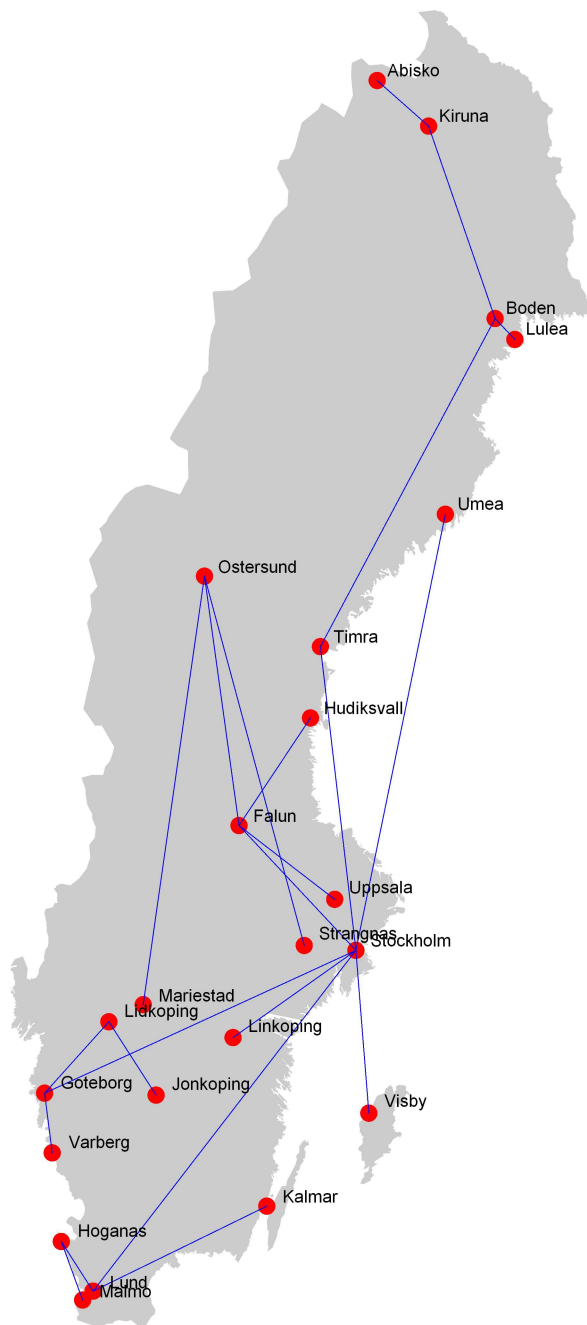 Abisko
Kiruna
Boden
Lulea
Umea
Ostersund
Timra
Hudiksvall
Falun
Uppsala
Strangnas
Stockholm
Mariestad
Lidkoping
Linkoping
Goteborg
Jonkoping
Visby
Varberg
Kalmar
Hoganas
Lund
Malmo